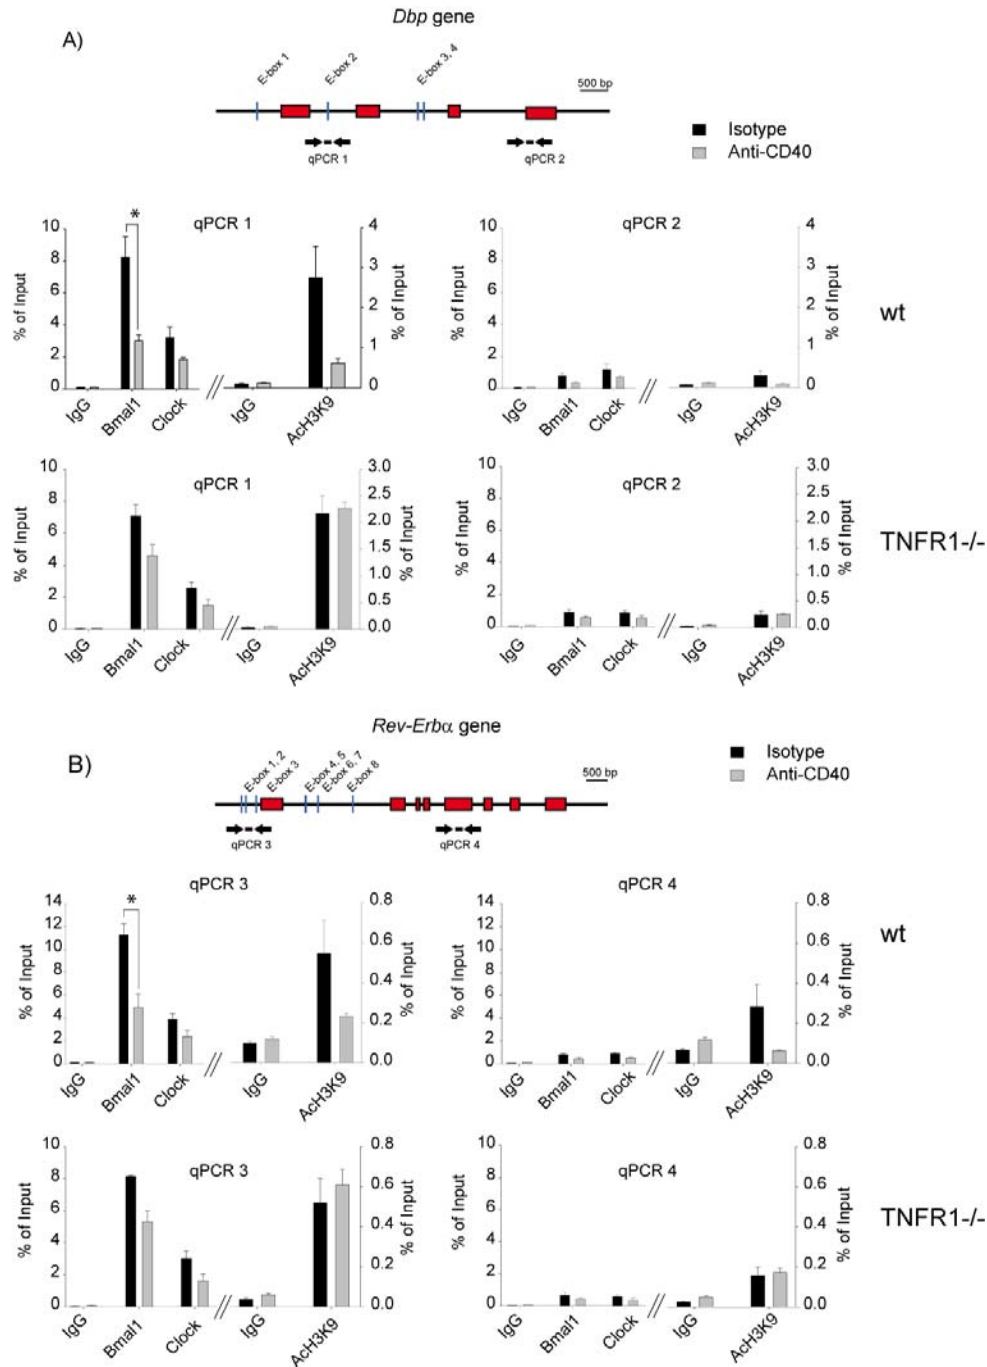 Dbp gene
A)
E-box 1
E-box 2
E-box 3, 4
500 bp
qPCR 1
qPCR 2
Isotype
Anti-CD40
qPCR 1
10
8
6
4
2
0
% of Input
4
3
2
1
0
% of Input
IgG
Bmal1
Clock
IgG
AcH3K9
qPCR 2
10
8
6
4
2
0
% of Input
4
3
2
1
0
% of Input
IgG
Bmal1
Clock
IgG
AcH3K9
wt
*
qPCR 1
10
8
6
4
2
0
% of Input
3.0
2.5
2.0
1.5
1.0
0.5
0.0
% of Input
IgG
Bmal1
Clock
IgG
AcH3K9
qPCR 2
10
8
6
4
2
0
% of Input
3.0
2.5
2.0
1.5
1.0
0.5
0.0
% of Input
IgG
Bmal1
Clock
IgG
AcH3K9
TNFR1-/-
Rev-Erbα gene
B)
E-box 1, 2
E-box 3
E-box 4, 5
E-box 6, 7
E-box 8
500 bp
qPCR 3
qPCR 4
Isotype
Anti-CD40
qPCR 3
14
12
10
8
6
4
2
0
% of Input
0.8
0.6
0.4
0.2
0.0
% of Input
*
IgG
Bmal1
Clock
IgG
AcH3K9
qPCR 4
14
12
10
8
6
4
2
0
% of Input
0.8
0.6
0.4
0.2
0.0
% of Input
IgG
Bmal1
Clock
IgG
AcH3K9
wt
qPCR 3
10
8
6
4
2
0
% of Input
0.8
0.6
0.4
0.2
0.0
% of Input
IgG
Bmal1
Clock
IgG
AcH3K9
qPCR 4
10
8
6
4
2
0
% of Input
0.8
0.6
0.4
0.2
0.0
% of Input
IgG
Bmal1
Clock
IgG
AcH3K9
TNFR1-/-